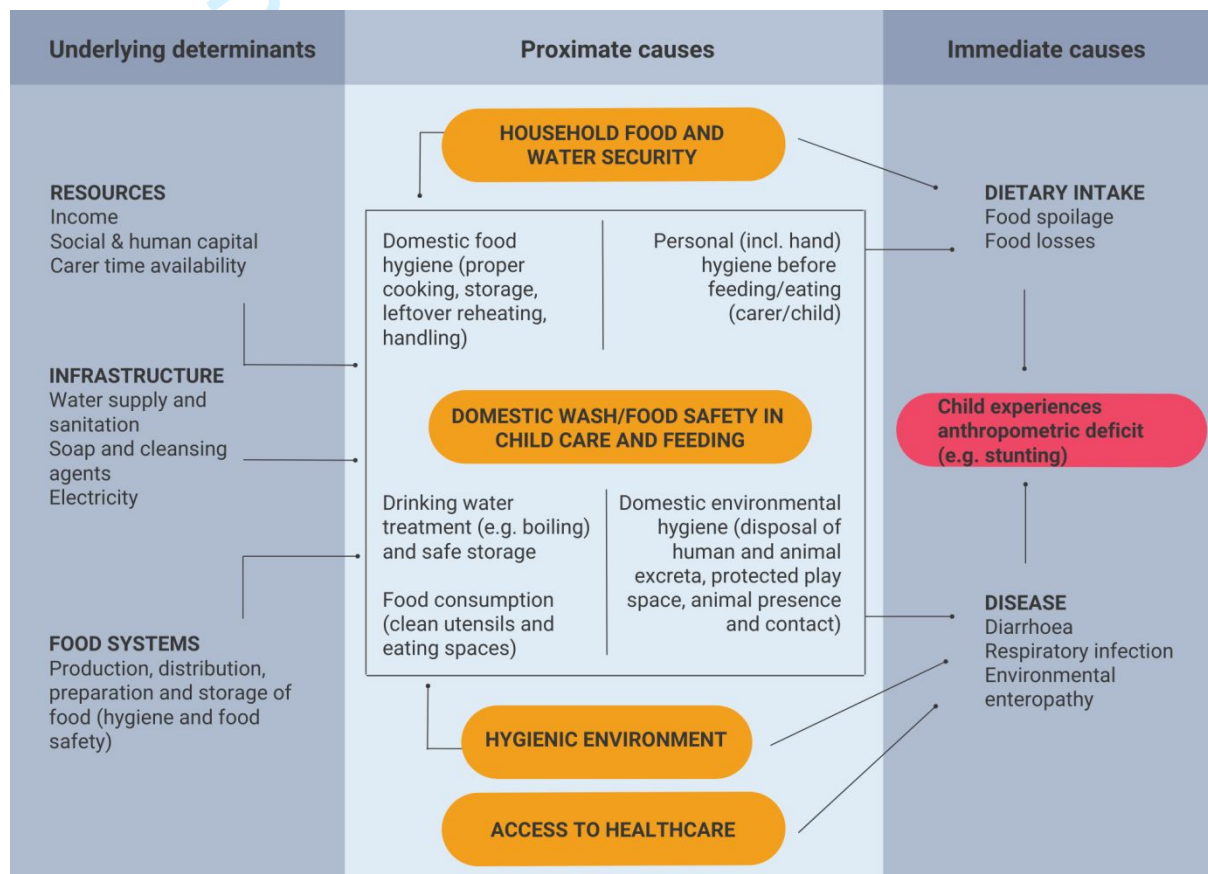 Underlying determinants
Proximate causes
Immediate causes
RESOURCES
Income
Social & human capital
Carer time availability
INFRASTRUCTURE
Water supply and
sanitation
Soap and cleansing
agents
Electricity
FOOD SYSTEMS
Production, distribution,
preparation and storage of
food (hygiene and food
safety)
HOUSEHOLD FOOD AND
WATER SECURITY
Domestic food
hygiene (proper
cooking, storage,
leftover reheating,
handling)
Personal (incl. hand)
hygiene before
feeding/eating
(carer/child)
DOMESTIC WASH/FOOD SAFETY IN
CHILD CARE AND FEEDING
Drinking water
treatment (e.g. boiling)
and safe storage
Food consumption
(clean utensils and
eating spaces)
Domestic environmental
hygiene (disposal of
human and animal
excreta, protected play
space, animal presence
and contact)
HYGIENIC ENVIRONMENT
ACCESS TO HEALTHCARE
DIETARY INTAKE
Food spoilage
Food losses
Child experiences
anthropometric deficit
(e.g. stunting)
DISEASE
Diarrhoea
Respiratory infection
Environmental
enteropathy